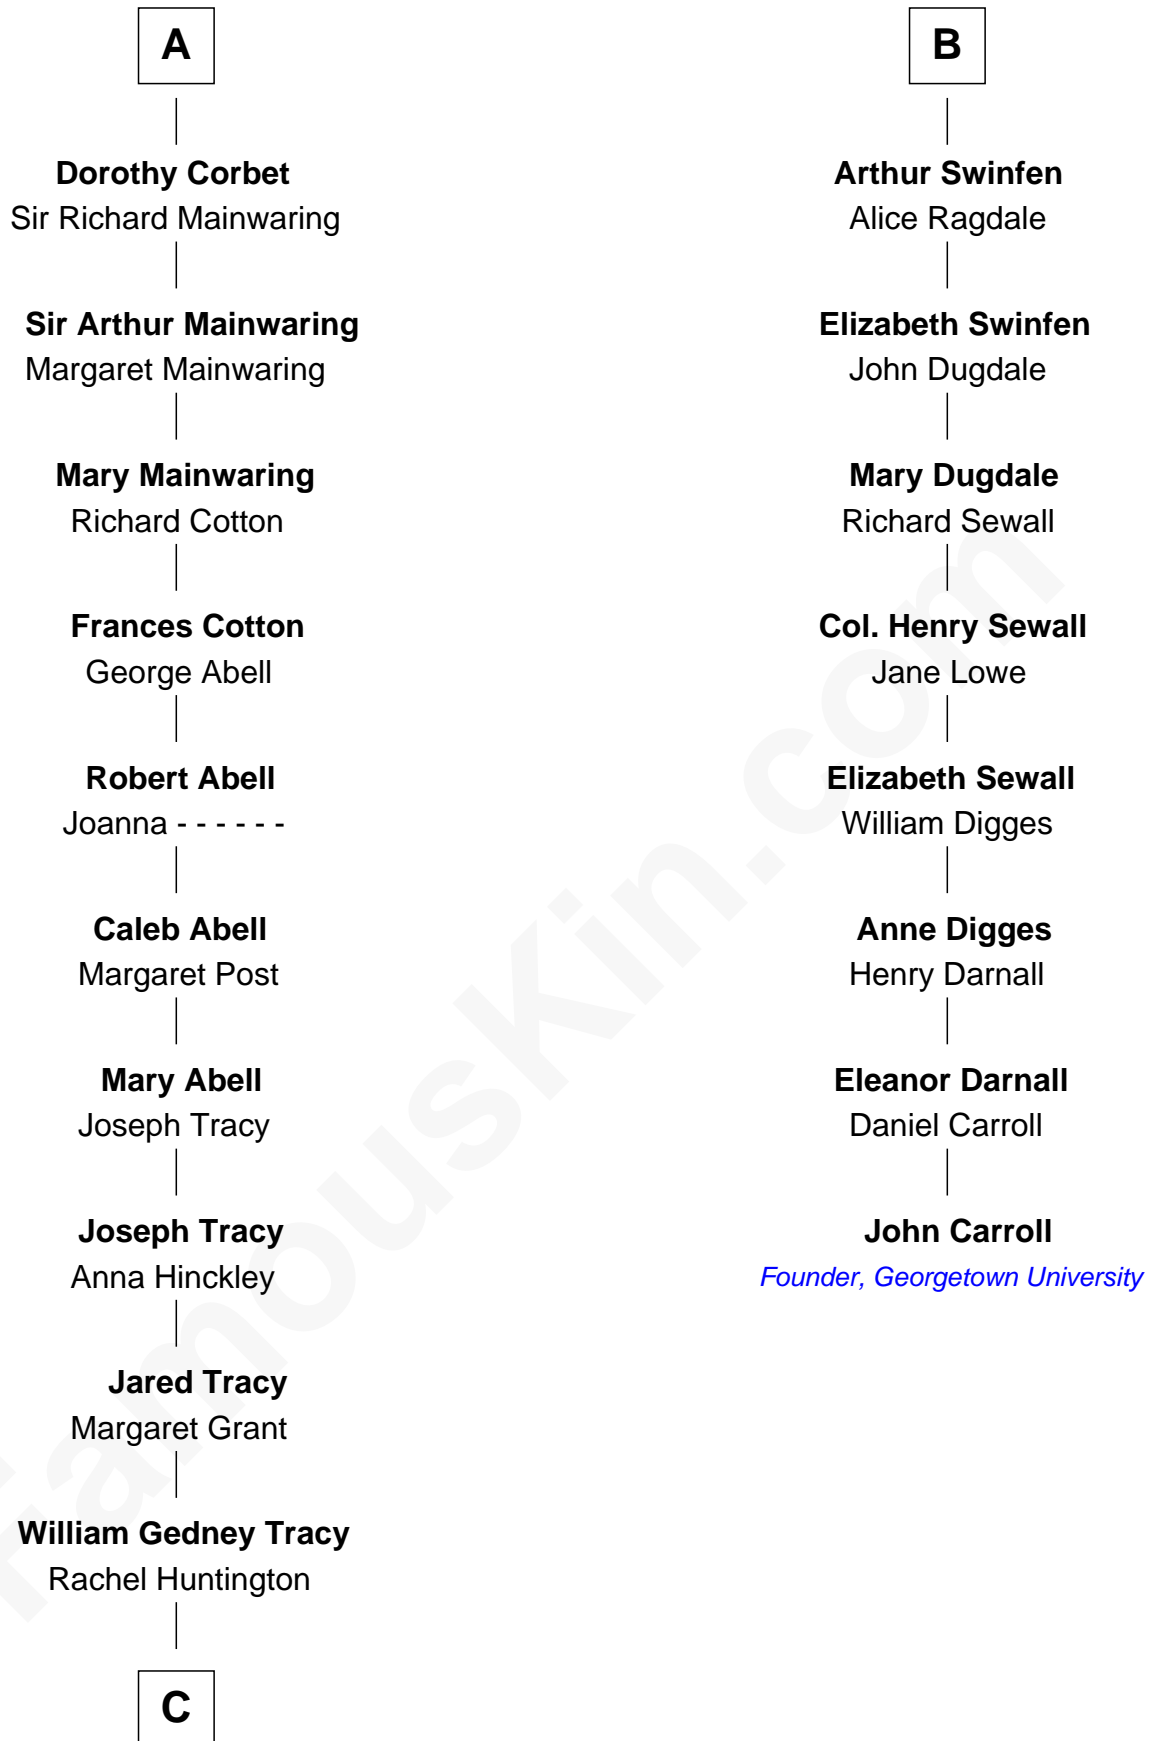 A
Dorothy Corbet
Sir Richard Mainwaring
Sir Arthur Mainwaring
Margaret Mainwaring
Mary Mainwaring
Richard Cotton
Frances Cotton
George Abell
Robert Abell
Joanna - - - - - -
Caleb Abell
Margaret Post
Mary Abell
Joseph Tracy
Joseph Tracy
Anna Hinckley
Jared Tracy
Margaret Grant
William Gedney Tracy
Rachel Huntington
C
B
Arthur Swinfen
Alice Ragdale
Elizabeth Swinfen
John Dugdale
Mary Dugdale
Richard Sewall
Col. Henry Sewall
Jane Lowe
Elizabeth Sewall
William Digges
Anne Digges
Henry Darnall
Eleanor Darnall
Daniel Carroll
John Carroll
Founder, Georgetown University
FamousKin.com